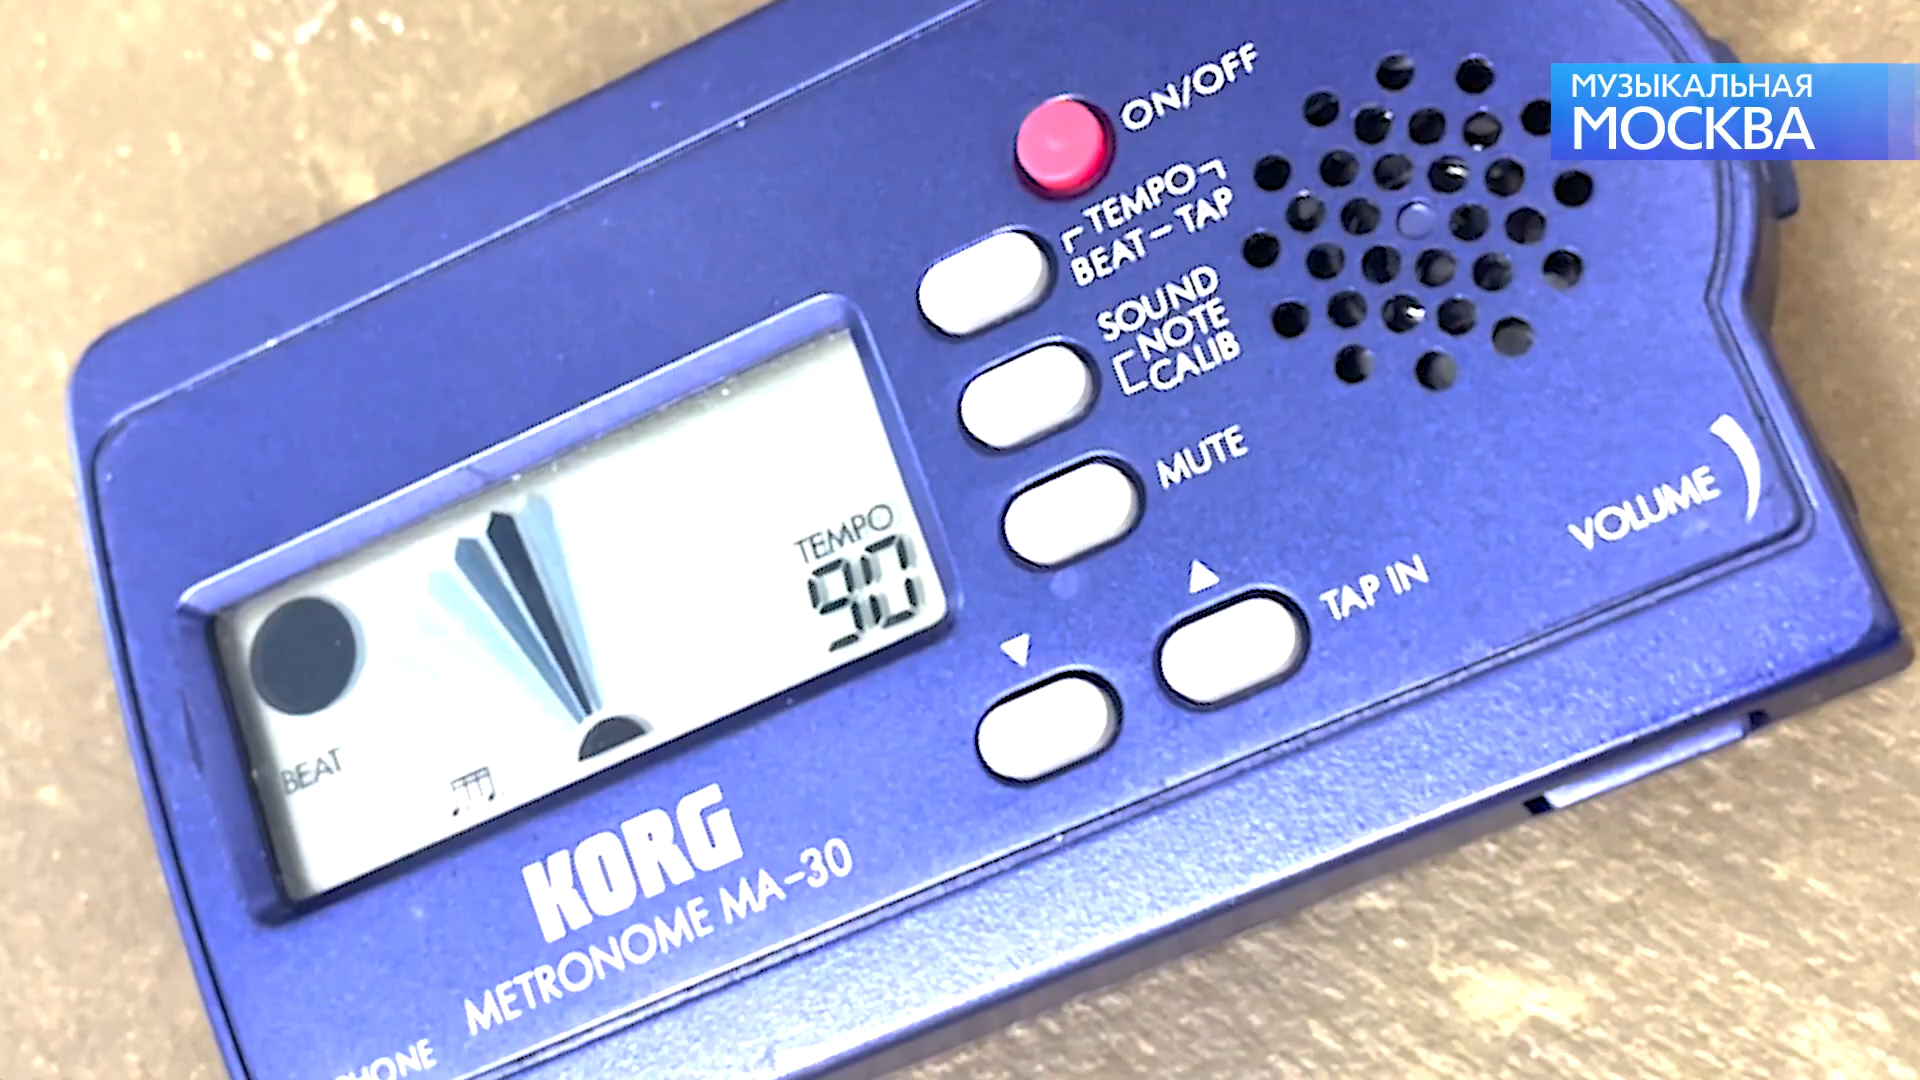 МУЗЫКАЛЬНАЯ
МОСКВА
ON/OFF
TEMPO
BEAT – TAP
SOUND
NOTE
CALIB
MUTE
VOLUME
TAP IN
TEMPO
90
BEAT
KORG
METRONOME MA-30